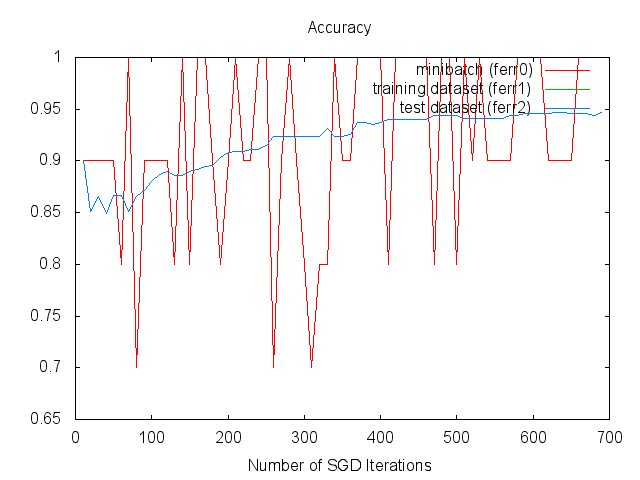 Accuracy
1
minibatch (ferr0)
training dataset (ferr1)
0.95
test dataset (ferr2)
0.9
0.85
0.8
0.75
0.7
0.65
0 100 200 300 400 500 600 700
Number of SGD Iterations